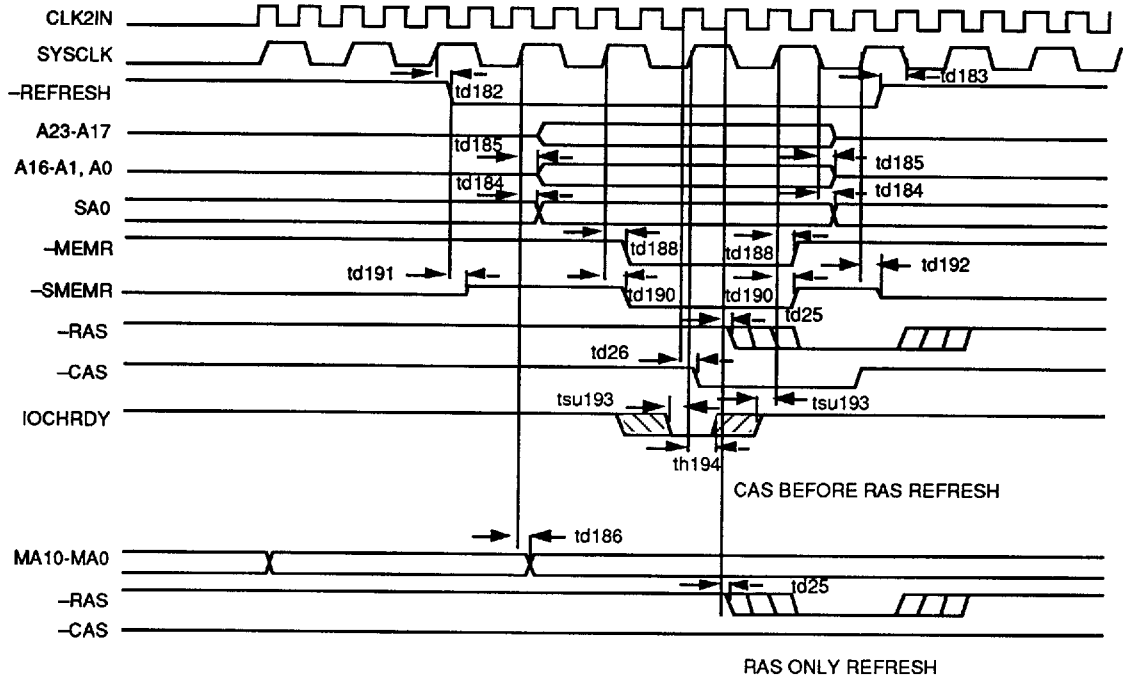 CLK2IN
SYSCLK
td183
–REFRESH
td182
A23-A17
td185
td185
A16-A1, A0
td184
td184
SA0
–MEMR
td188
td188
td191
td192
–SMEMR
td190
td190
td25
–RAS
td26
–CAS
tsu193
tsu193
IOCHRDY
th194
CAS BEFORE RAS REFRESH
td186
MA10-MA0
td25
–RAS
–CAS
RAS ONLY REFRESH